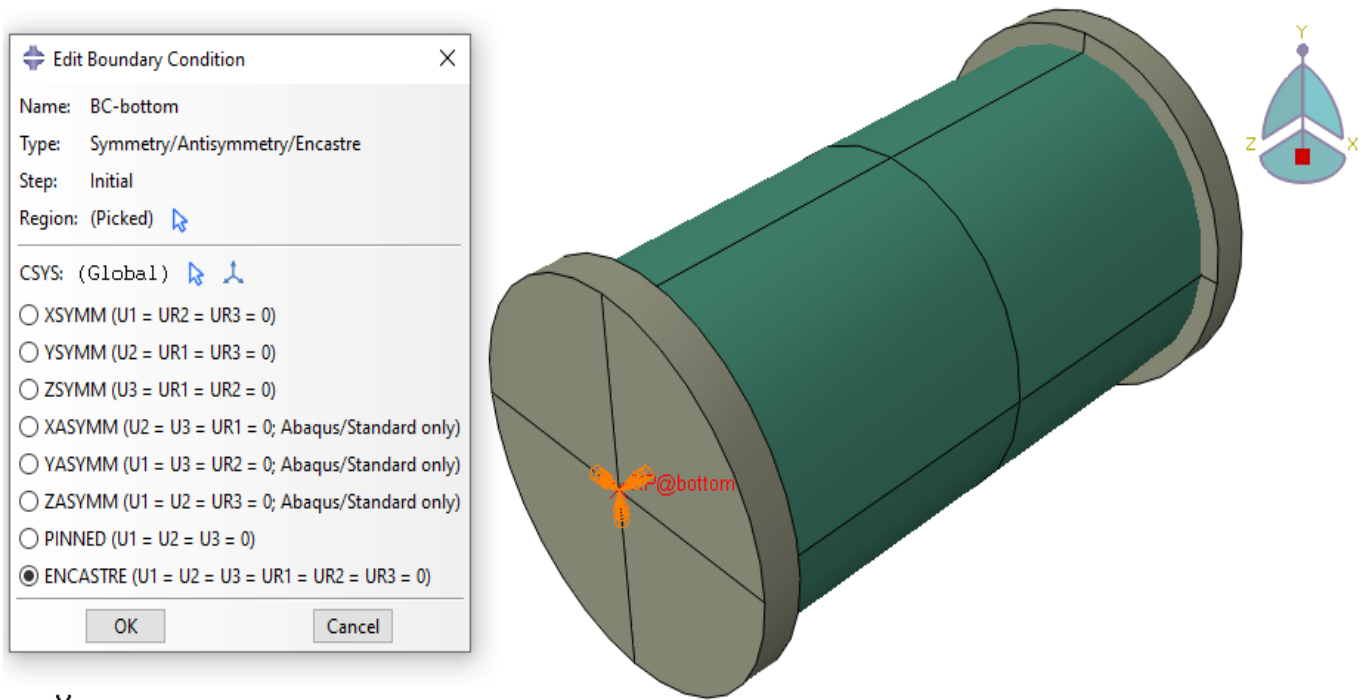 Edit Boundary Condition
Name: BC-bottom
Type: Symmetry/Antisymmetry/Encastre
Step: Initial
Region: (Picked)
CSYS: (Global)
XSYMM (U1 = UR2 = UR3 = 0)
YSYMM (U2 = UR1 = UR3 = 0)
ZSYMM (U3 = UR1 = UR2 = 0)
XASYMM (U2 = U3 = UR1 = 0; Abaqus/Standard only)
YASYMM (U1 = U3 = UR2 = 0; Abaqus/Standard only)
ZASYMM (U1 = U2 = UR3 = 0; Abaqus/Standard only)
PINNED (U1 = U2 = U3 = 0)
ENCASTRE (U1 = U2 = U3 = UR1 = UR2 = UR3 = 0)
OK Cancel
RP@bottom
Y
Z X